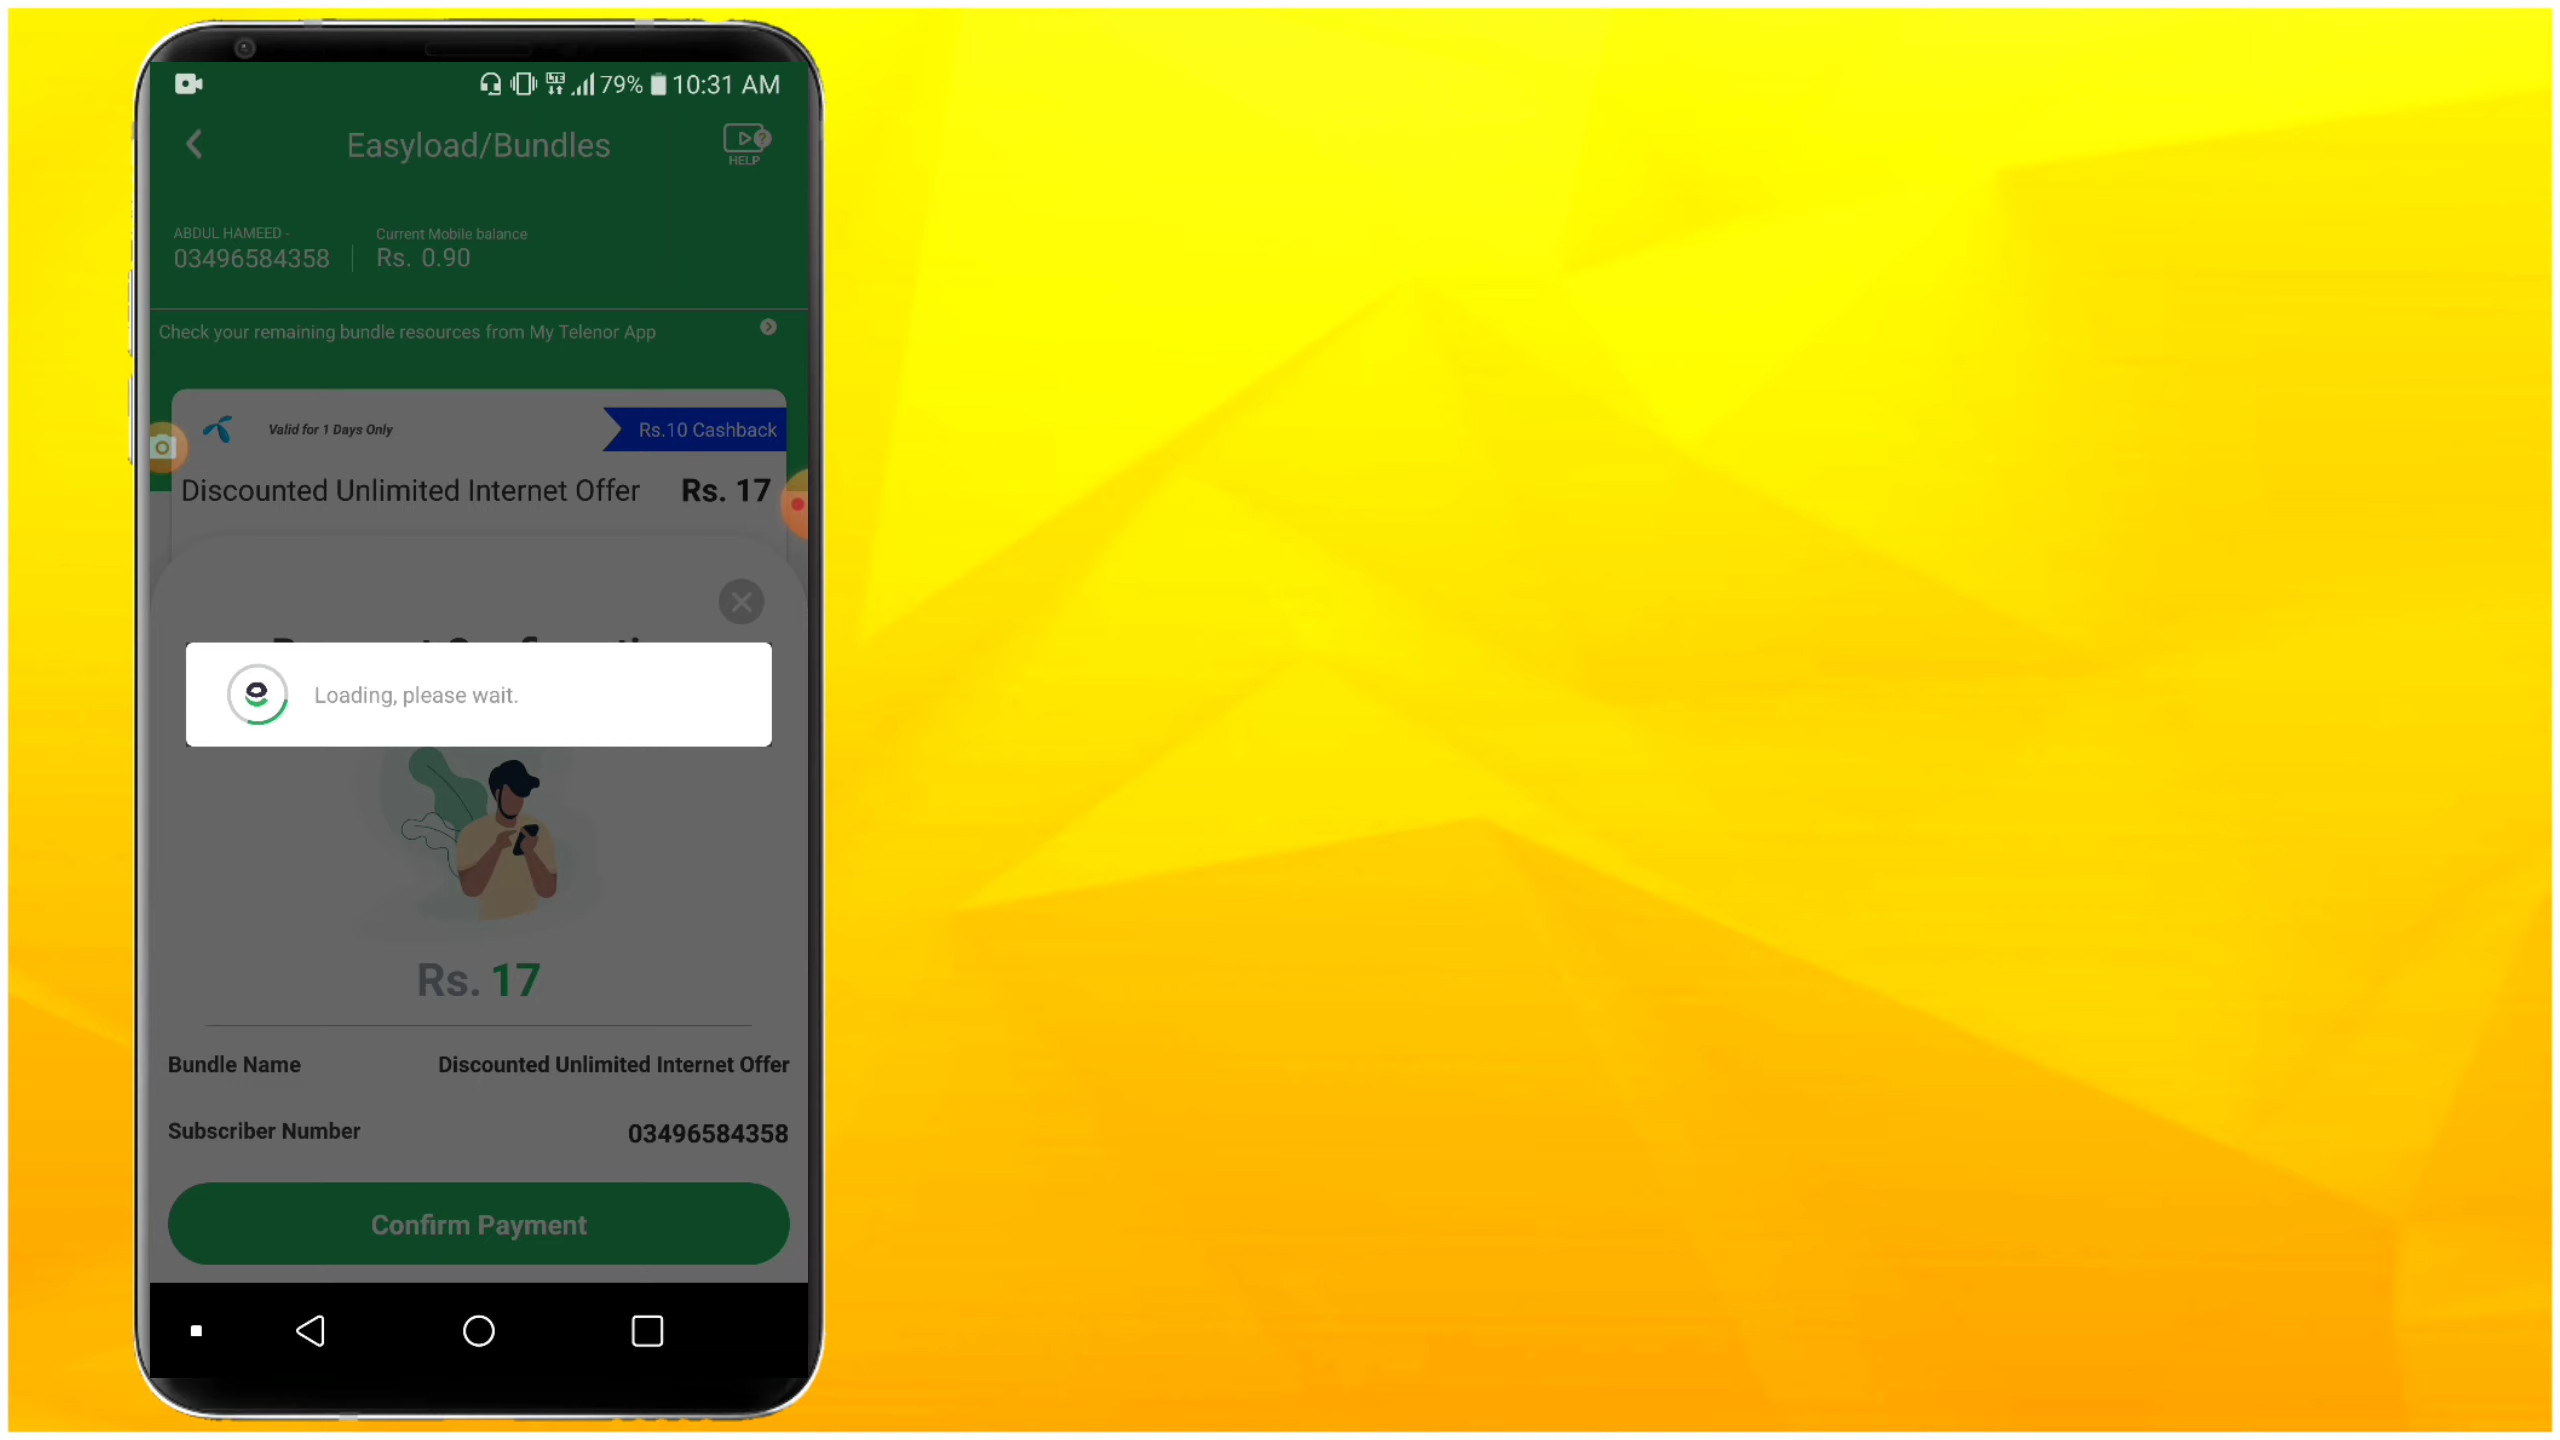 79% 10:31 AM
Easyload/Bundles
HELP
ABDUL HAMEED -
03496584358
Current Mobile balance
Rs. 0.90
Check your remaining bundle resources from My Telenor App
Valid for 1 Days Only
Rs.10 Cashback
Discounted Unlimited Internet Offer Rs. 17
Loading, please wait.
Rs. 17
Bundle Name Discounted Unlimited Internet Offer
Subscriber Number 03496584358
Confirm Payment